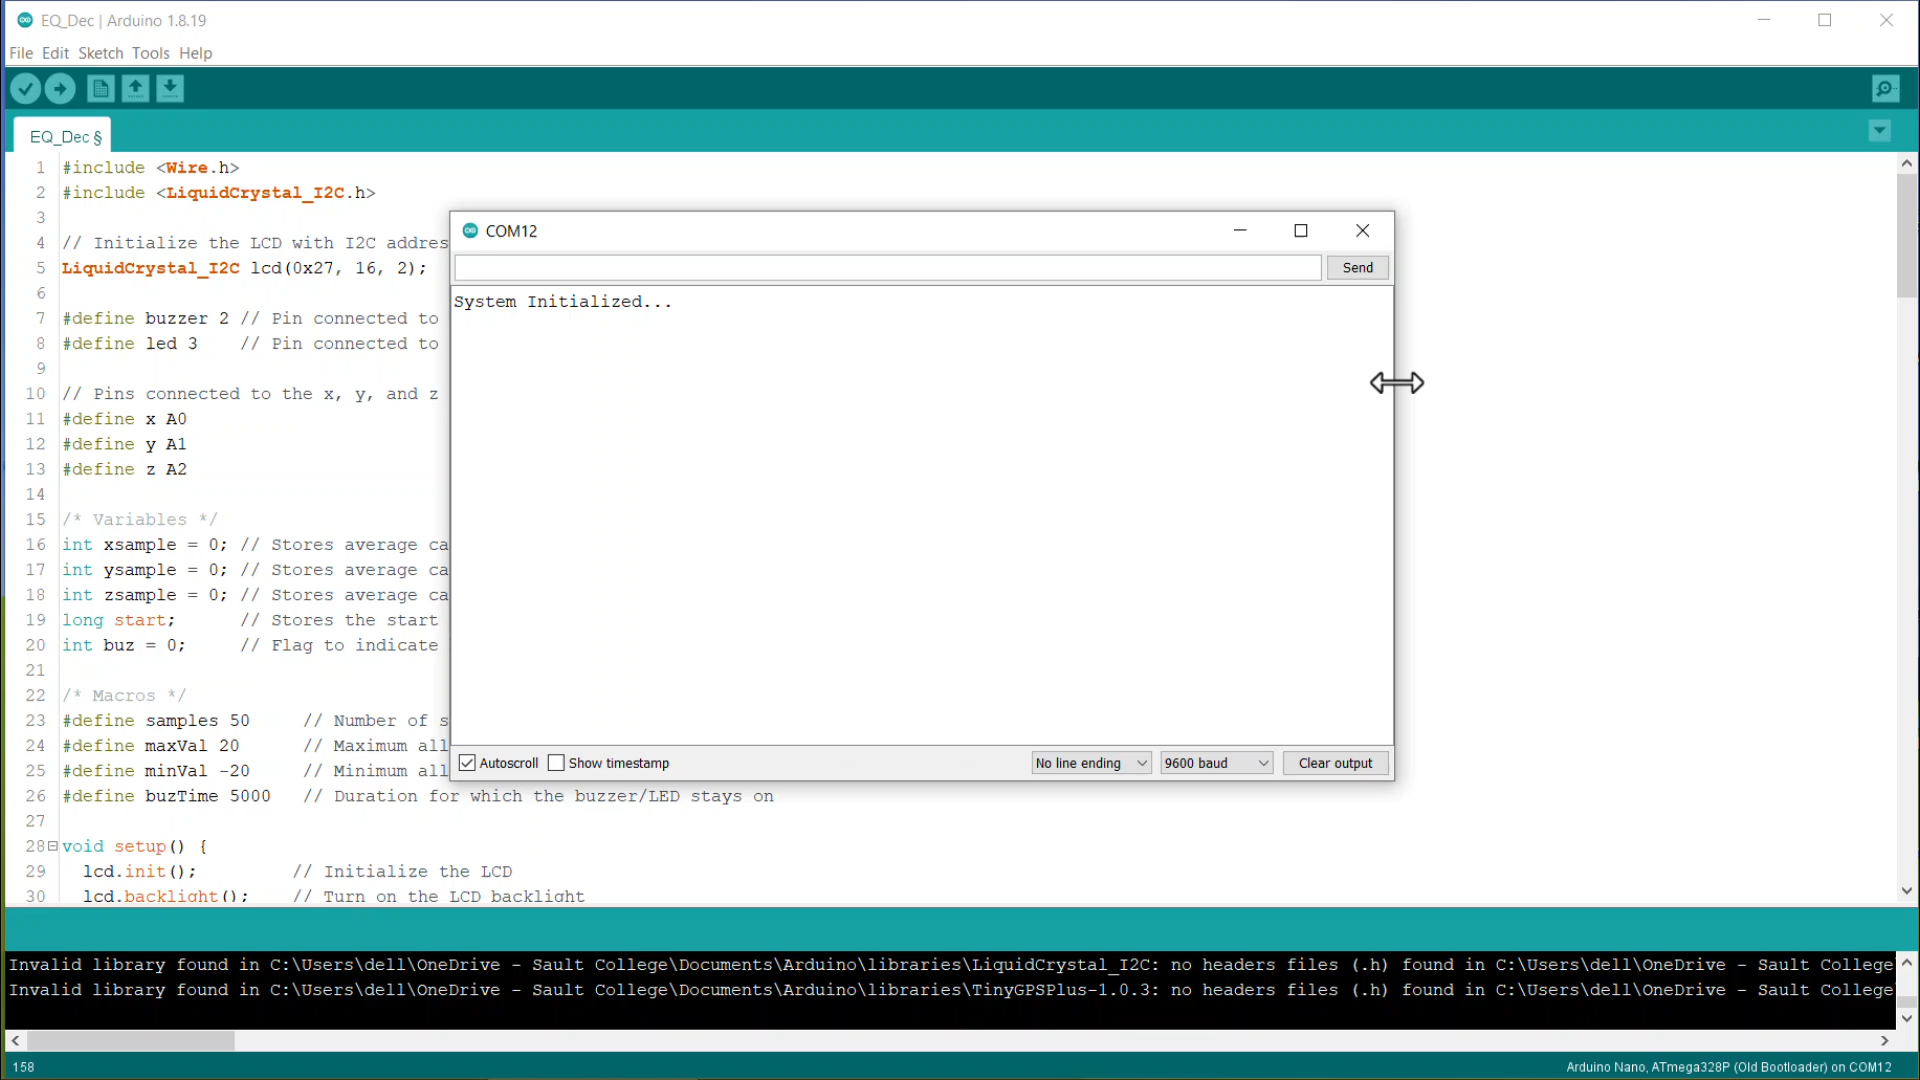 EQ_Dec | Arduino 1.8.19
File Edit Sketch Tools Help
EQ_Dec §
1 #include <Wire.h>
2 #include <LiquidCrystal_I2C.h>
3
4 // Initialize the LCD with I2C addres
5 LiquidCrystal_I2C lcd(0x27, 16, 2);
6
7 #define buzzer 2 // Pin connected to
8 #define led 3 // Pin connected to
9
10 // Pins connected to the x, y, and z
11 #define x A0
12 #define y A1
13 #define z A2
14
15 /* Variables */
16 int xsample = 0; // Stores average ca
17 int ysample = 0; // Stores average ca
18 int zsample = 0; // Stores average ca
19 long start; // Stores the start
20 int buz = 0; // Flag to indicate
21
22 /* Macros */
23 #define samples 50 // Number of s
24 #define maxVal 20 // Maximum all
25 #define minVal -20 // Minimum all
26 #define buzTime 5000 // Duration for which the buzzer/LED stays on
27
28 void setup() {
29 lcd.init(); // Initialize the LCD
30 lcd.backlight(); // Turn on the LCD backlight
COM12
Send
System Initialized...
Autoscroll Show timestamp No line ending 9600 baud Clear output
Invalid library found in C:\Users\dell\OneDrive - Sault College\Documents\Arduino\libraries\LiquidCrystal_I2C: no headers files (.h) found in C:\Users\dell\OneDrive - Sault College
Invalid library found in C:\Users\dell\OneDrive - Sault College\Documents\Arduino\libraries\TinyGPSPlus-1.0.3: no headers files (.h) found in C:\Users\dell\OneDrive - Sault College
158 Arduino Nano, ATmega328P (Old Bootloader) on COM12